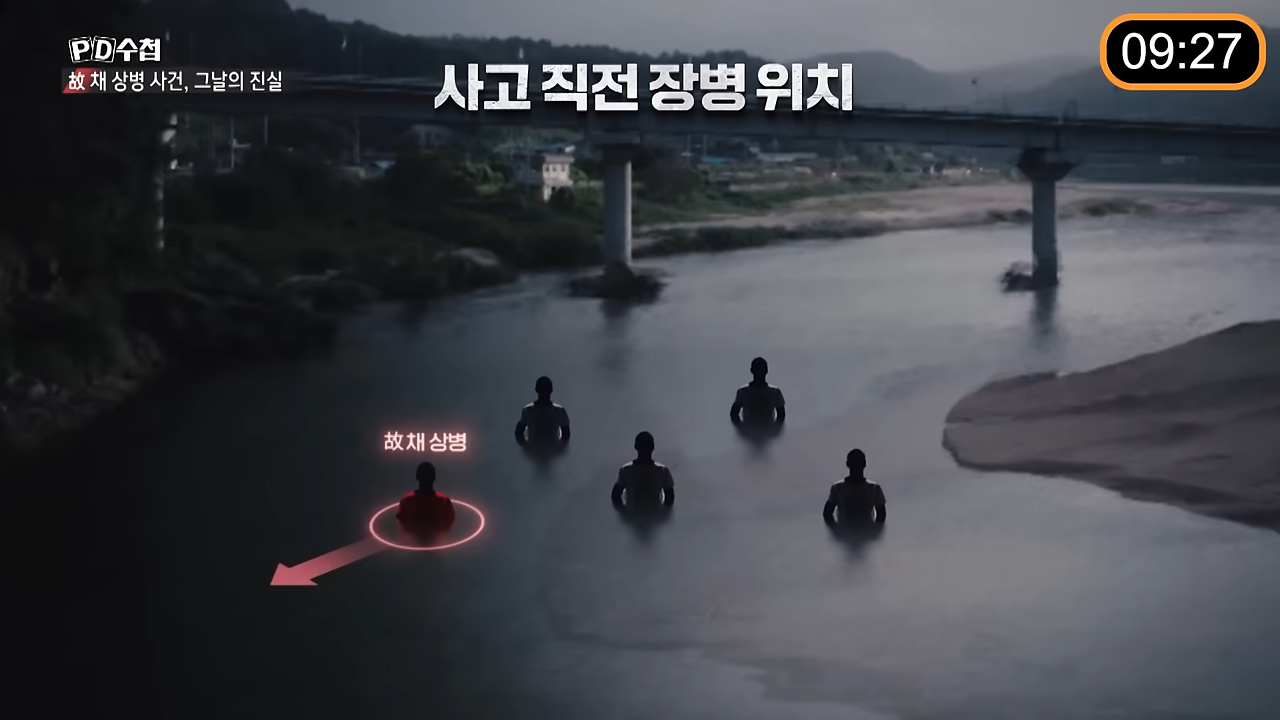 PD수첩
故 채 상병 사건, 그날의 진실
사고 직전 장병 위치
09:27
故 채 상병